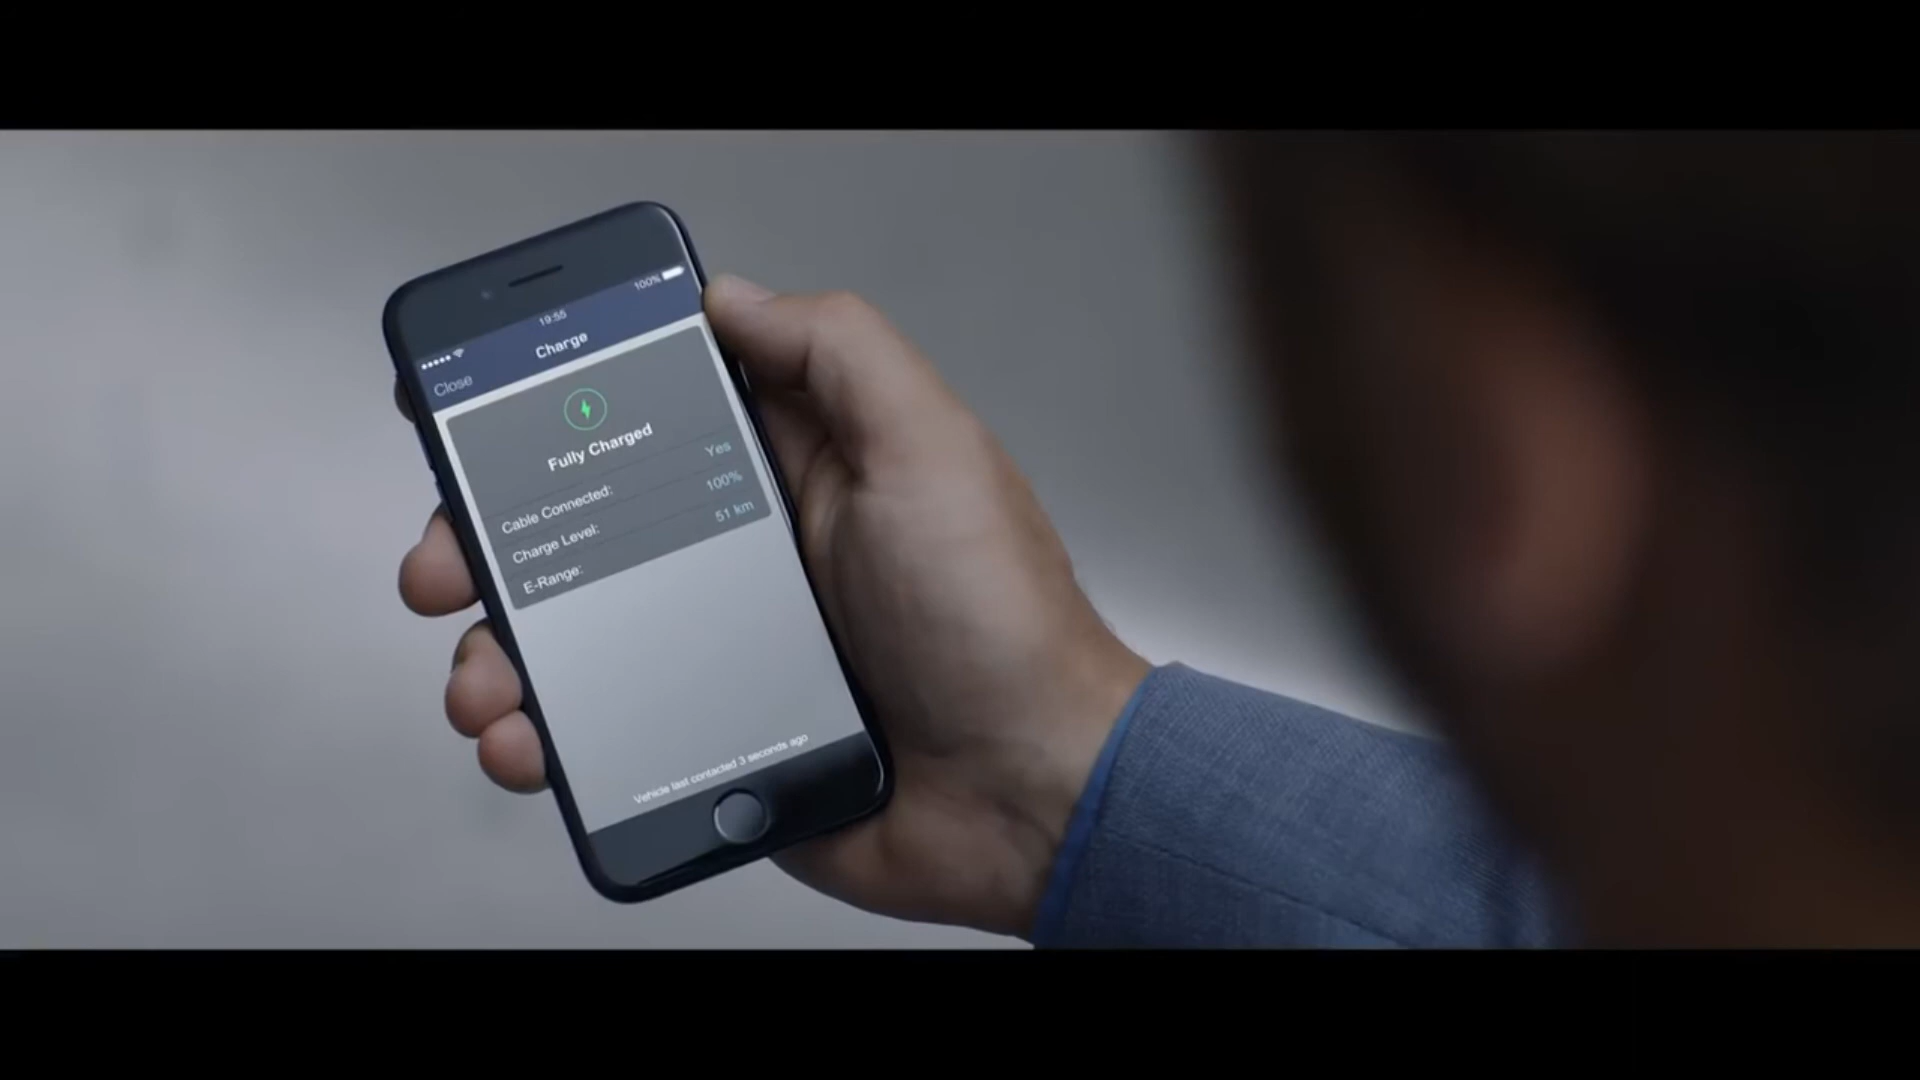 100%
19:55
Charge
Close
Fully Charged
Cable Connected: Yes
Charge Level: 100%
E-Range: 51 km
Vehicle last contacted 3 seconds ago